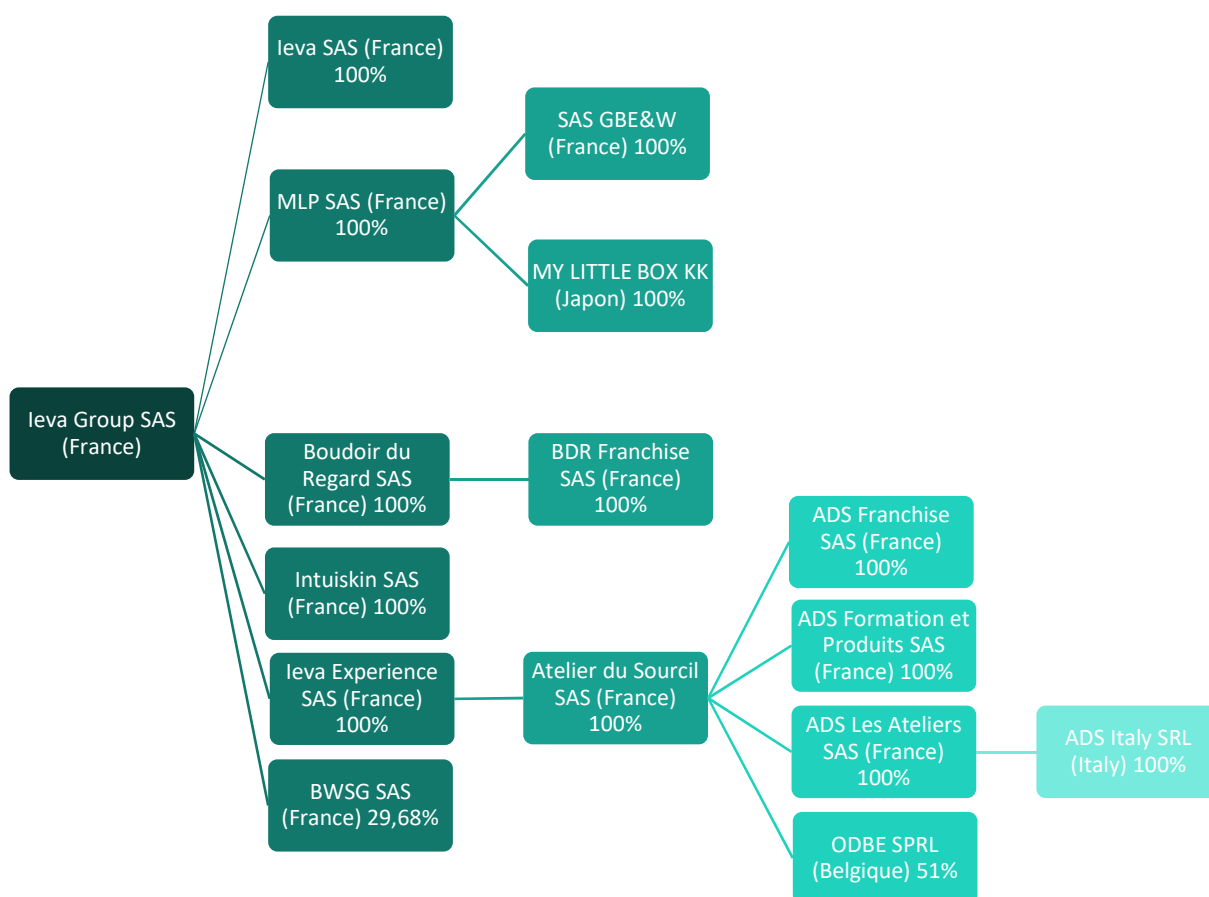 Ieva SAS (France)
100%
SAS GBE&W
(France) 100%
MLP SAS (France)
100%
MY LITTLE BOX KK
(Japon) 100%
Ieva Group SAS
(France)
Boudoir du
Regard SAS
(France) 100%
BDR Franchise
SAS (France)
100%
ADS Franchise
SAS (France)
100%
Intuiskin SAS
(France) 100%
ADS Formation et
Produits SAS
(France) 100%
Ieva Experience
SAS (France)
100%
Atelier du Sourcil
SAS (France)
100%
ADS Les Ateliers
SAS (France)
100%
ADS Italy SRL
(Italy) 100%
BWSG SAS
(France) 29,68%
ODBE SPRL
(Belgique) 51%